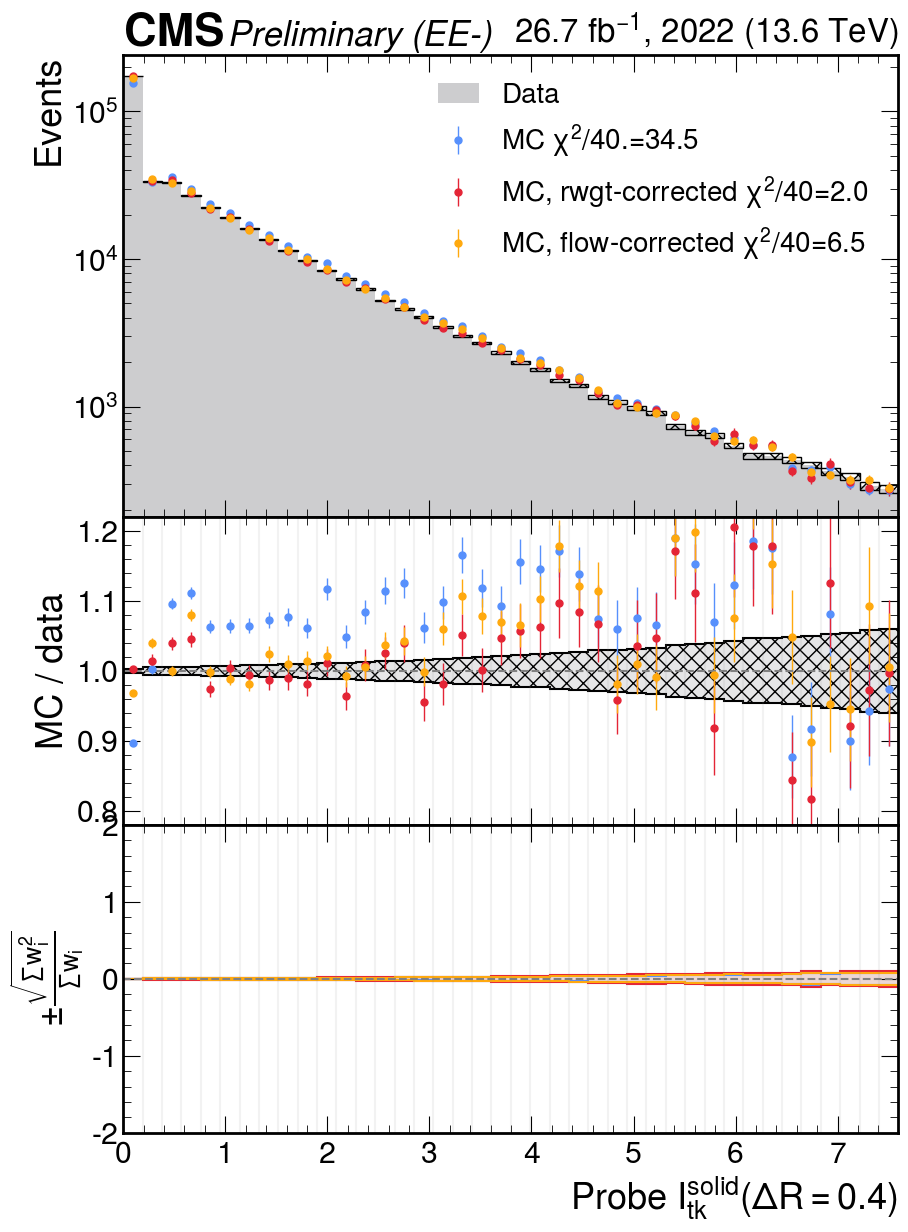 CMS Preliminary (EE-) 26.7 fb⁻¹, 2022 (13.6 TeV)
Events
10⁵
10⁴
10³
Data
MC χ²/40.=34.5
MC, rwgt-corrected χ²/40=2.0
MC, flow-corrected χ²/40=6.5
MC / data
1.2
1.1
1.0
0.9
0.8
±√Σwᵢ²/Σwᵢ
2
1
0
-1
-2
0 1 2 3 4 5 6 7
Probe I_tk^solid(ΔR = 0.4)